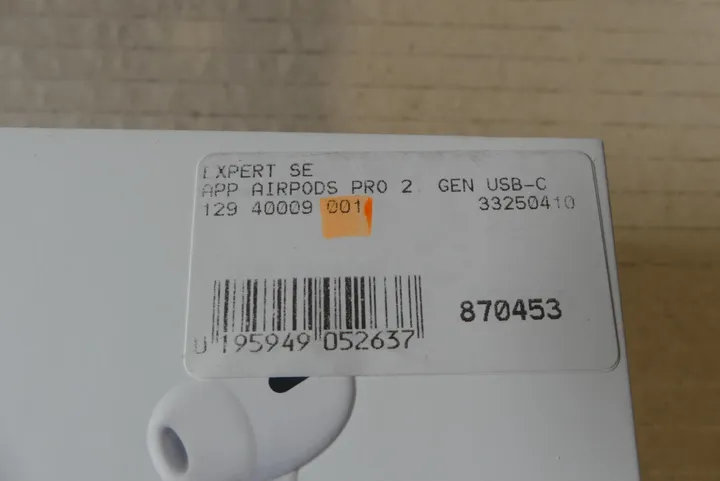 EXPERT SE
APP AIRPODS PRO 2. GEN USB-C
129 40009 001 33250410
870453
U 195949 052637